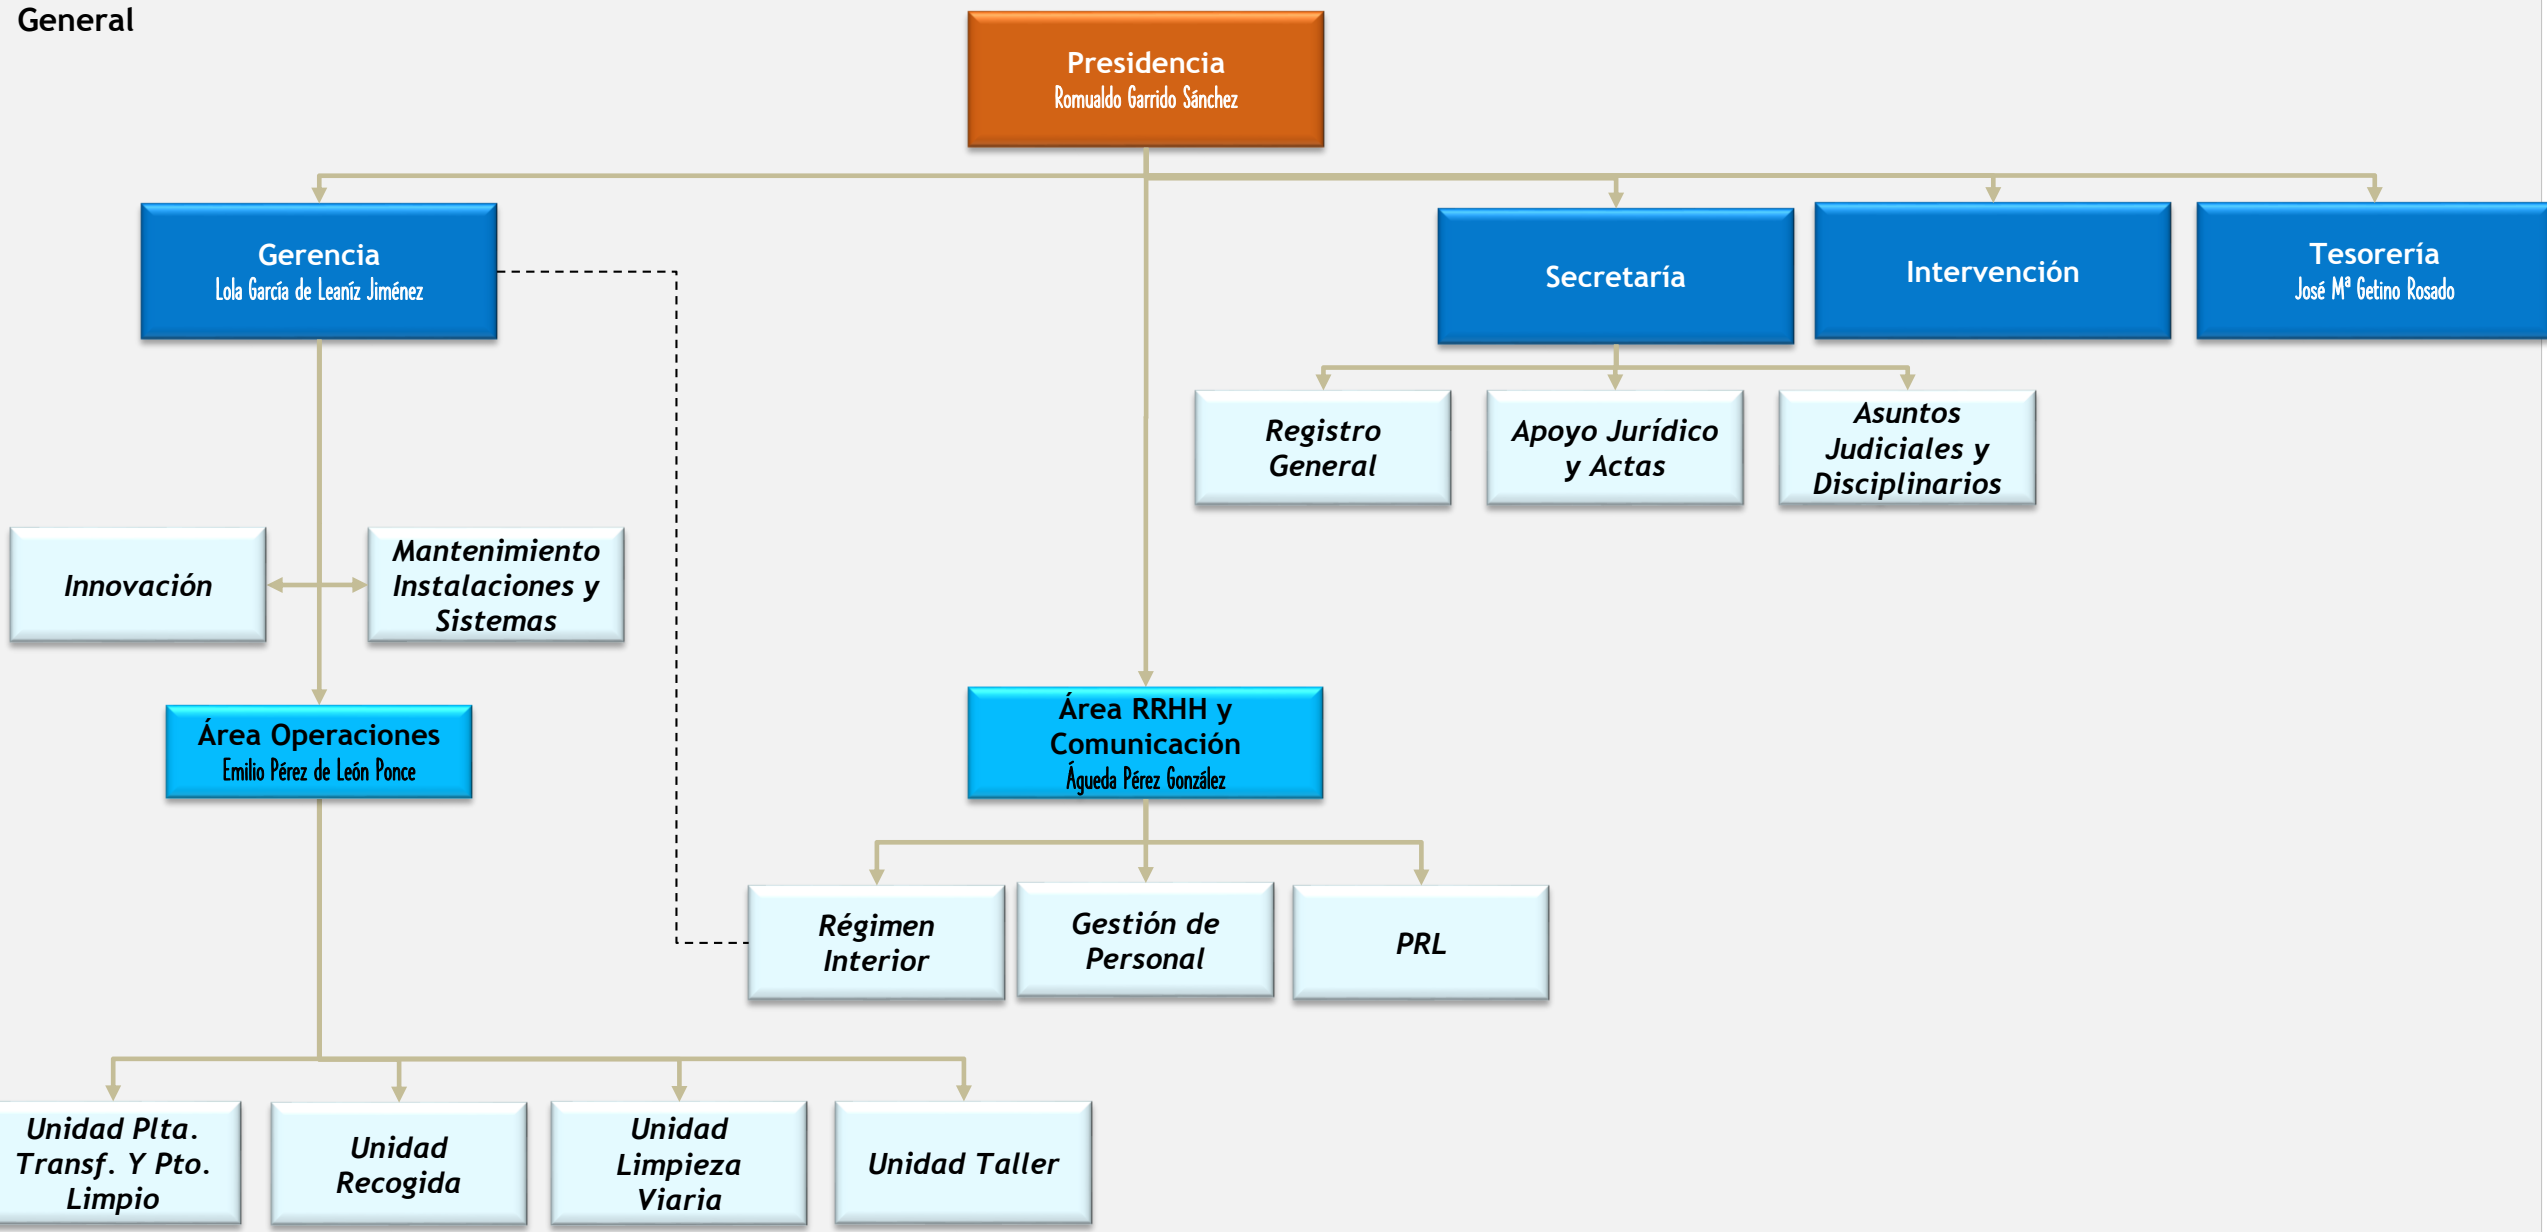 General
Presidencia
Romualdo Garrido Sánchez
Gerencia
Lola García de Leaníz Jiménez
Secretaría
Intervención
Tesorería
José Mª Getino Rosado
Registro
General
Apoyo Jurídico
y Actas
Asuntos
Judiciales y
Disciplinarios
Innovación
Mantenimiento
Instalaciones y
Sistemas
Área Operaciones
Emilio Pérez de León Ponce
Área RRHH y
Comunicación
Águeda Pérez González
Régimen
Interior
Gestión de
Personal
PRL
Unidad Plta.
Transf. Y Pto.
Limpio
Unidad
Recogida
Unidad
Limpieza
Viaria
Unidad Taller